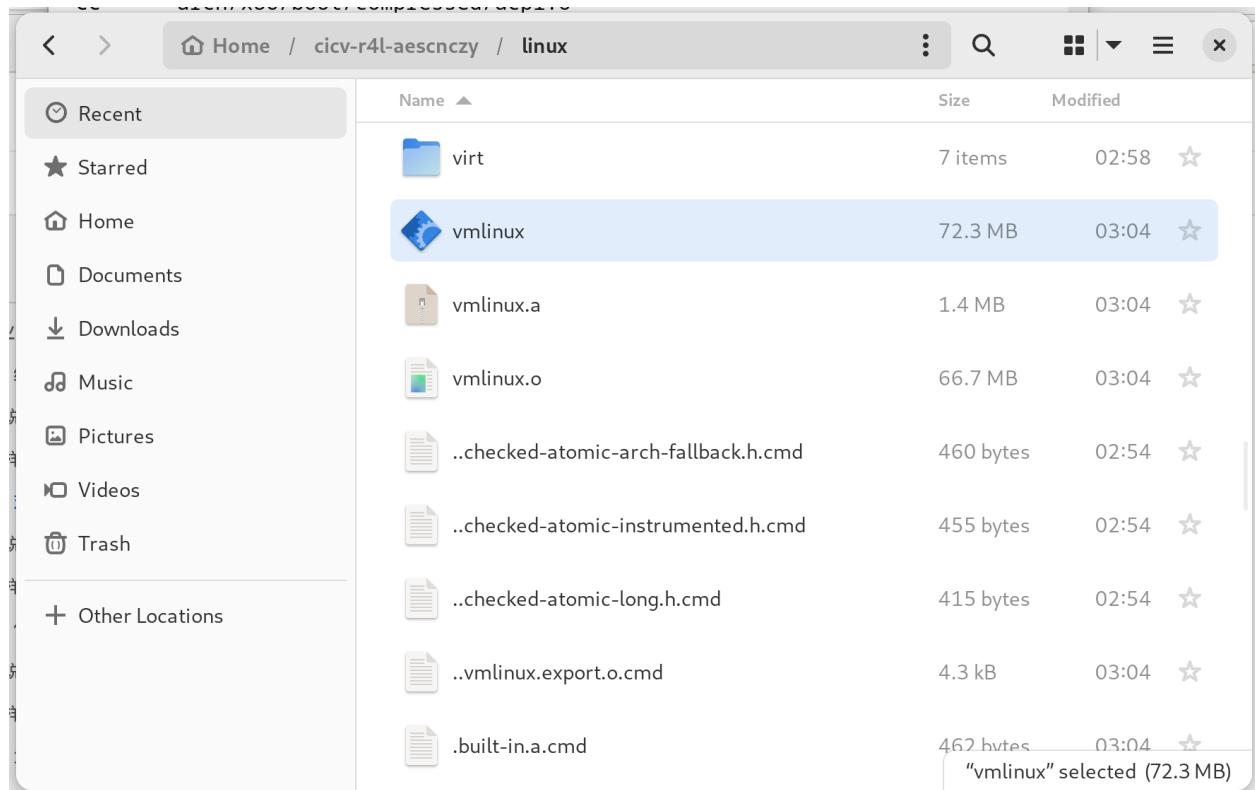 Home / cicv-r4l-aescnczy / linux
Recent
Starred
Home
Documents
Downloads
Music
Pictures
Videos
Trash
Other Locations
Name Size Modified
virt 7 items 02:58
vmlinux 72.3 MB 03:04
vmlinux.a 1.4 MB 03:04
vmlinux.o 66.7 MB 03:04
..checked-atomic-arch-fallback.h.cmd 460 bytes 02:54
..checked-atomic-instrumented.h.cmd 455 bytes 02:54
..checked-atomic-long.h.cmd 415 bytes 02:54
..vmlinux.export.o.cmd 4.3 kB 03:04
.built-in.a.cmd 462 bytes 03:04
“vmlinux” selected (72.3 MB)